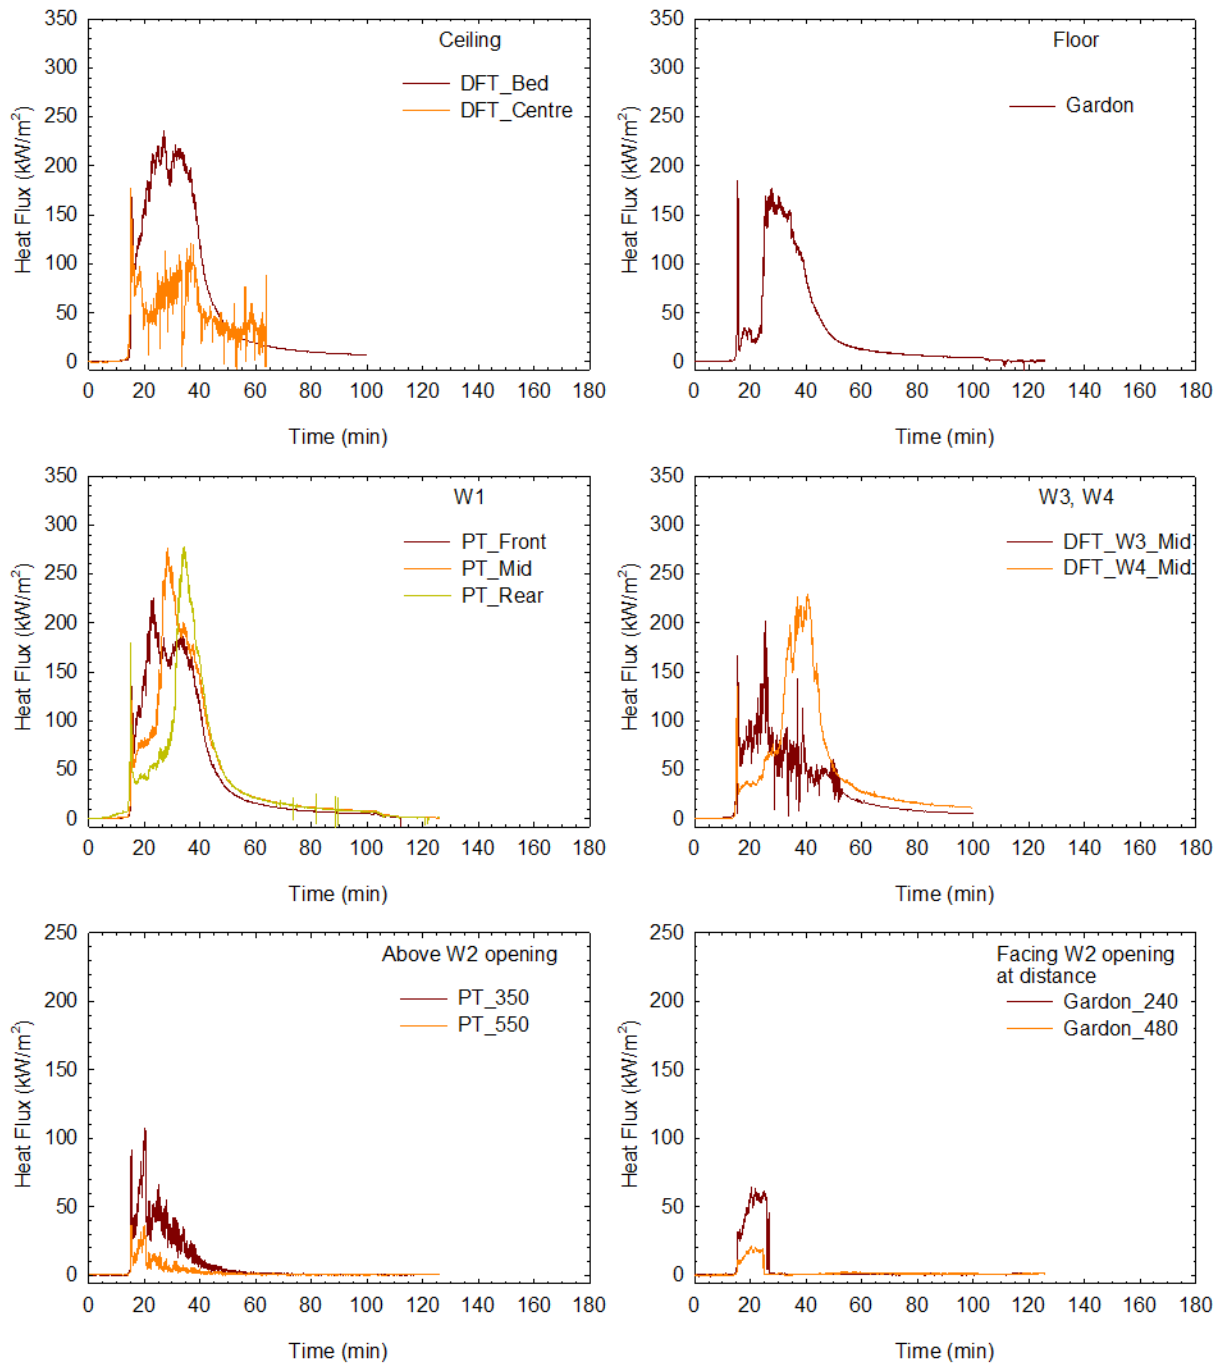 Ceiling
DFT_Bed
DFT_Centre
Heat Flux (kW/m²)
350
300
250
200
150
100
50
0
0 20 40 60 80 100 120 140 160 180
Time (min)
Floor
Gardon
Heat Flux (kW/m²)
350
300
250
200
150
100
50
0
0 20 40 60 80 100 120 140 160 180
Time (min)
W1
PT_Front
PT_Mid
PT_Rear
Heat Flux (kW/m²)
350
300
250
200
150
100
50
0
0 20 40 60 80 100 120 140 160 180
Time (min)
W3, W4
DFT_W3_Mid
DFT_W4_Mid
Heat Flux (kW/m²)
350
300
250
200
150
100
50
0
0 20 40 60 80 100 120 140 160 180
Time (min)
Above W2 opening
PT_350
PT_550
Heat Flux (kW/m²)
250
200
150
100
50
0
0 20 40 60 80 100 120 140 160 180
Time (min)
Facing W2 opening
at distance
Gardon_240
Gardon_480
Heat Flux (kW/m²)
250
200
150
100
50
0
0 20 40 60 80 100 120 140 160 180
Time (min)